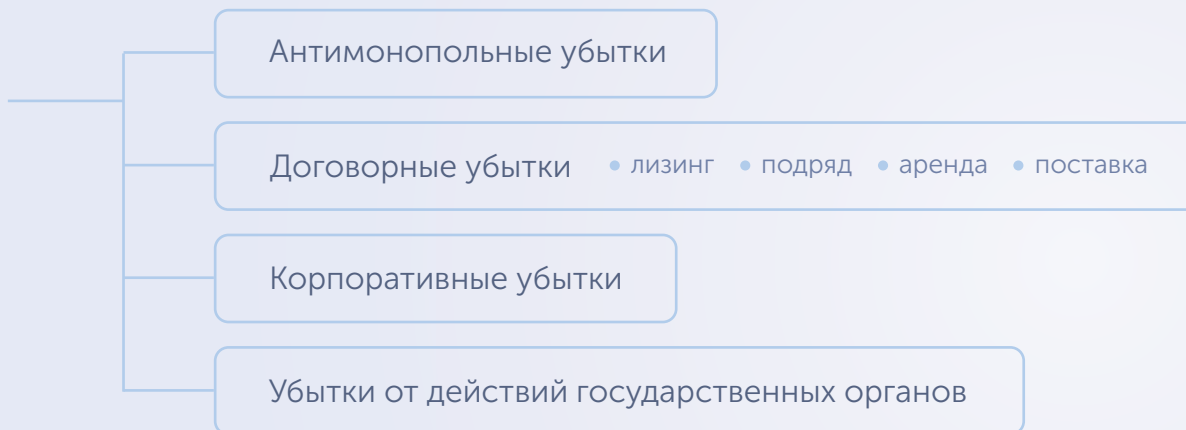 Антимонопольные убытки
Договорные убытки • лизинг • подряд • аренда • поставка
Корпоративные убытки
Убытки от действий государственных органов